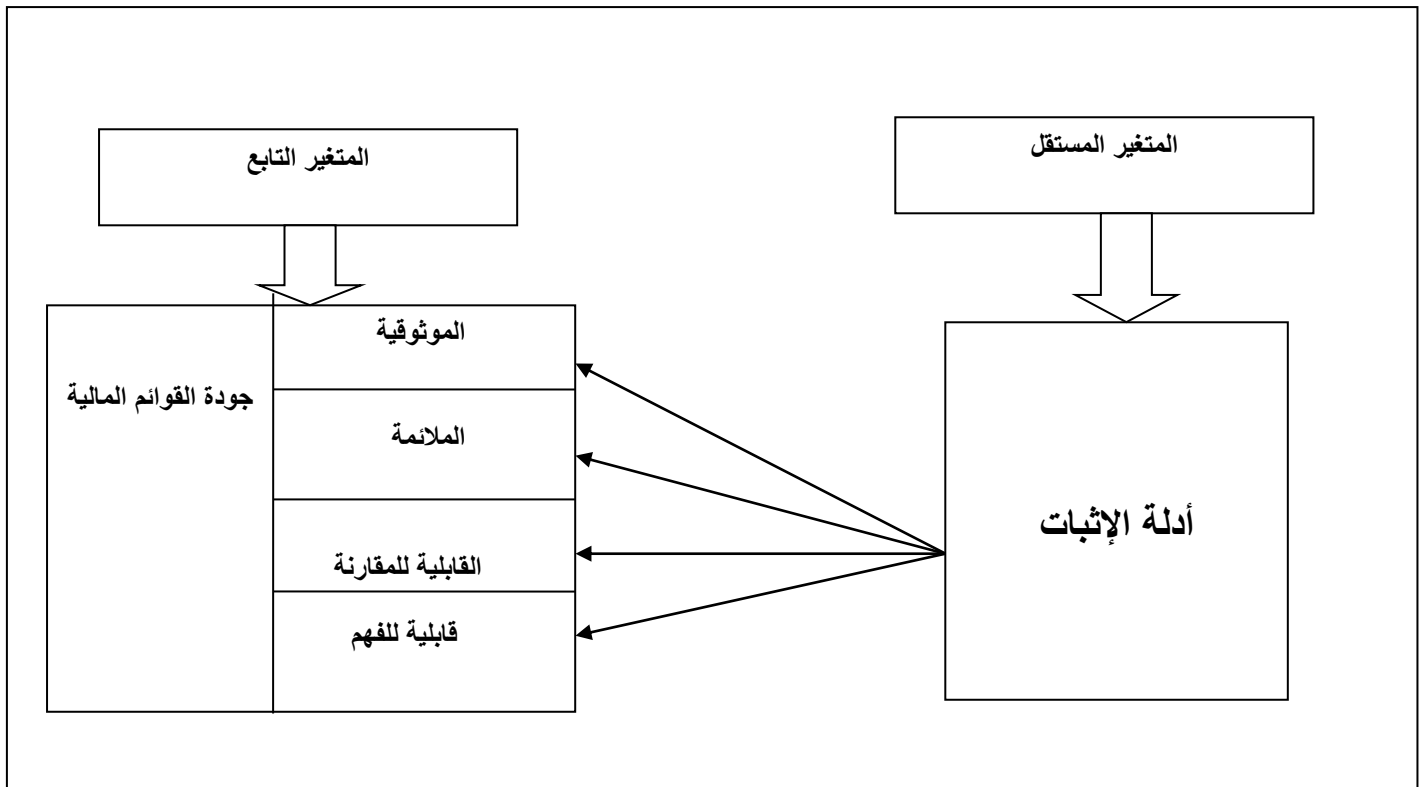 المتغير المستقل
المتغير التابع
الموثوقية
جودة القوائم المالية
الملائمة
أدلة الإثبات
القابلية للمقارنة
قابلية للفهم